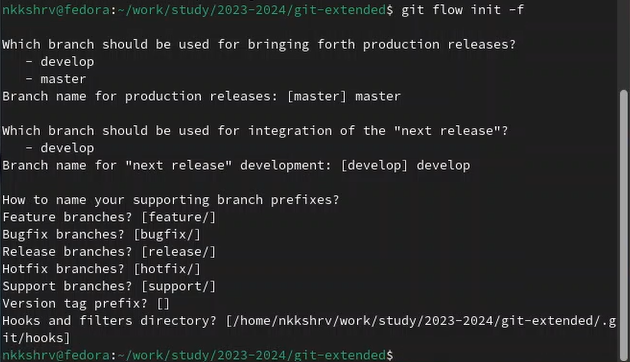 nkkshrv@fedora:~/work/study/2023-2024/git-extended$ git flow init -f
Which branch should be used for bringing forth production releases?
- develop
- master
Branch name for production releases: [master] master
Which branch should be used for integration of the "next release"?
- develop
Branch name for "next release" development: [develop] develop
How to name your supporting branch prefixes?
Feature branches? [feature/]
Bugfix branches? [bugfix/]
Release branches? [release/]
Hotfix branches? [hotfix/]
Support branches? [support/]
Version tag prefix? []
Hooks and filters directory? [/home/nkkshrv/work/study/2023-2024/git-extended/.g
it/hooks]
nkkshrv@fedora:~/work/study/2023-2024/git-extended$